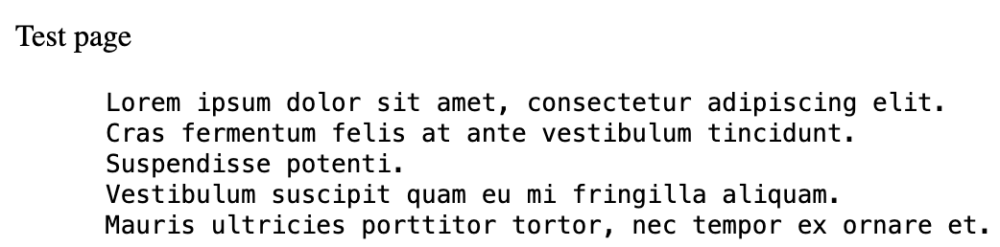 Test page
Lorem ipsum dolor sit amet, consectetur adipiscing elit.
Cras fermentum felis at ante vestibulum tincidunt.
Suspendisse potenti.
Vestibulum suscipit quam eu mi fringilla aliquam.
Mauris ultricies porttitor tortor, nec tempor ex ornare et.